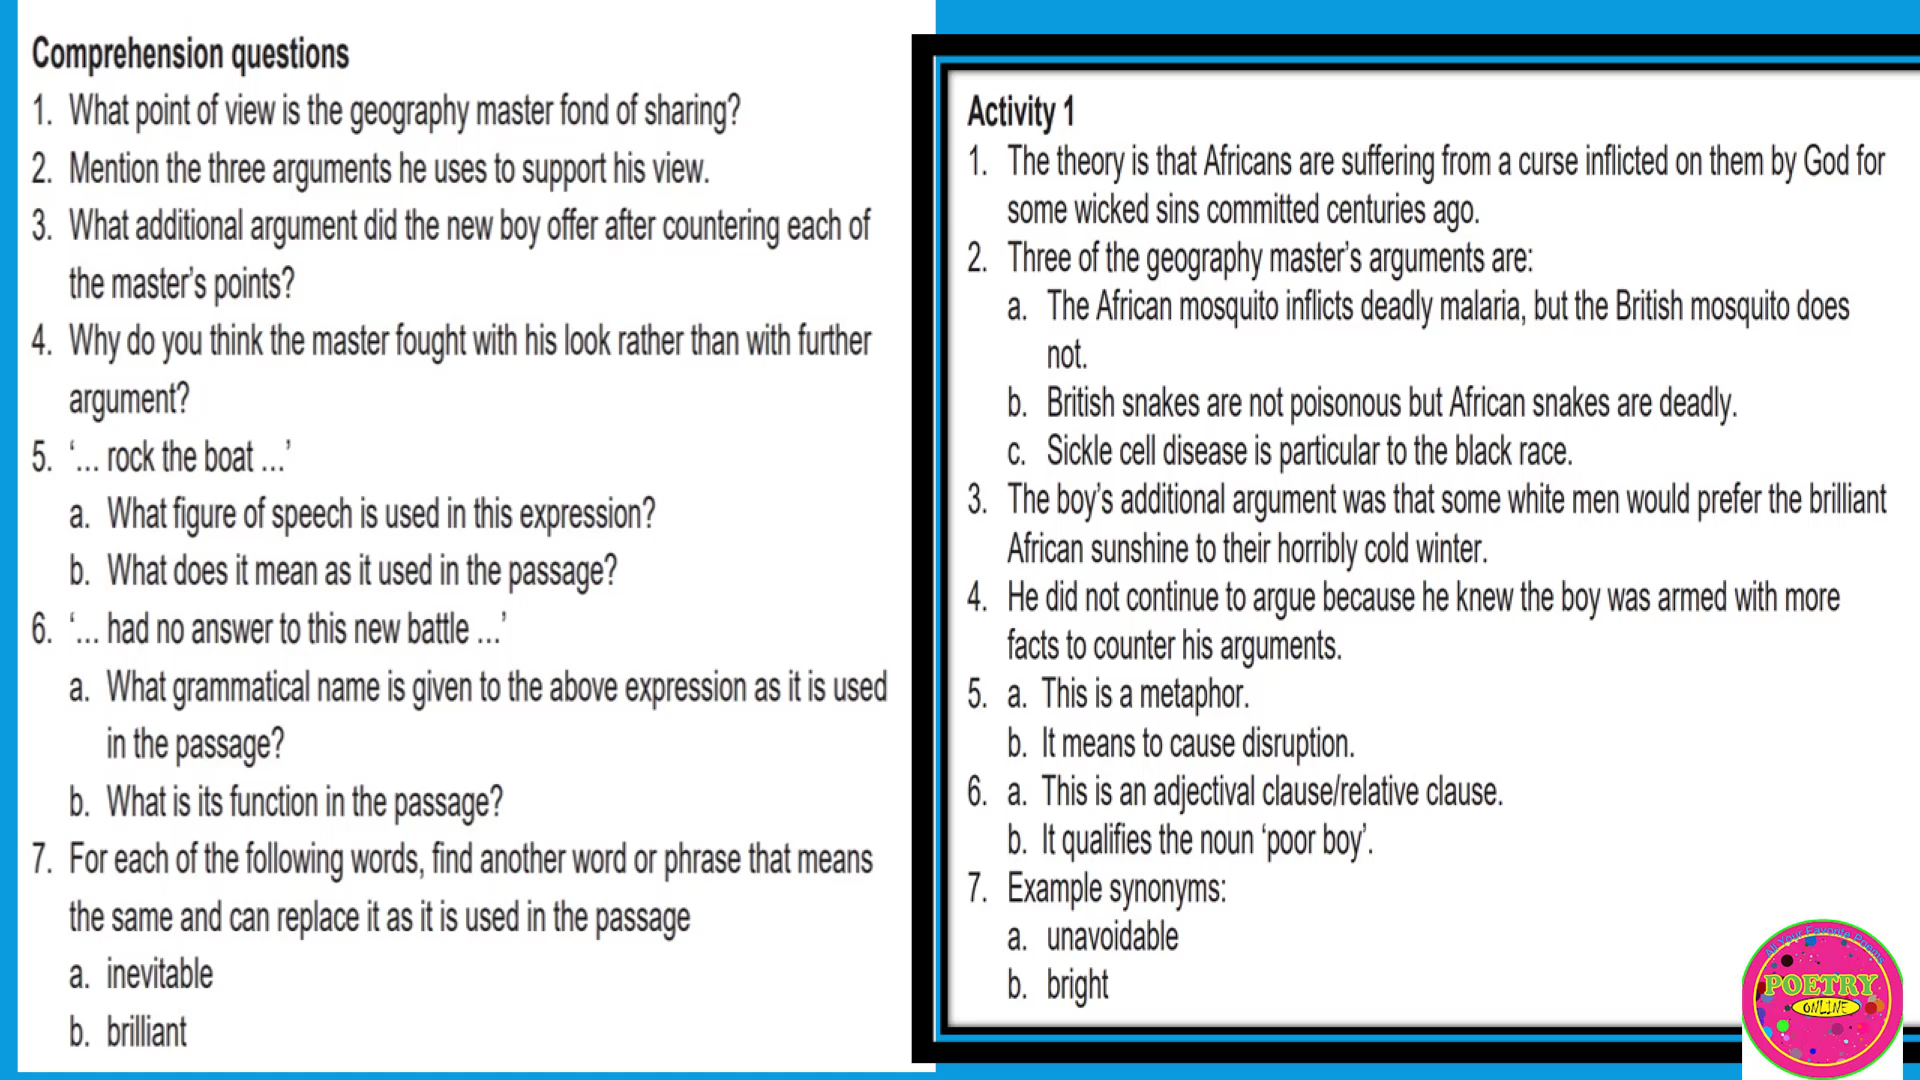 Comprehension questions
1. What point of view is the geography master fond of sharing?
2. Mention the three arguments he uses to support his view.
3. What additional argument did the new boy offer after countering each of
the master's points?
4. Why do you think the master fought with his look rather than with further
argument?
5. '... rock the boat ...'
a. What figure of speech is used in this expression?
b. What does it mean as it used in the passage?
6. '... had no answer to this new battle ...'
a. What grammatical name is given to the above expression as it is used
in the passage?
b. What is its function in the passage?
7. For each of the following words, find another word or phrase that means
the same and can replace it as it is used in the passage
a. inevitable
b. brilliant
Activity 1
1. The theory is that Africans are suffering from a curse inflicted on them by God for
some wicked sins committed centuries ago.
2. Three of the geography master's arguments are:
a. The African mosquito inflicts deadly malaria, but the British mosquito does
not.
b. British snakes are not poisonous but African snakes are deadly.
c. Sickle cell disease is particular to the black race.
3. The boy's additional argument was that some white men would prefer the brilliant
African sunshine to their horribly cold winter.
4. He did not continue to argue because he knew the boy was armed with more
facts to counter his arguments.
5. a. This is a metaphor.
b. It means to cause disruption.
6. a. This is an adjectival clause/relative clause.
b. It qualifies the noun 'poor boy'.
7. Example synonyms:
a. unavoidable
b. bright
All Your Favorite Poems
POETRY
ONLINE